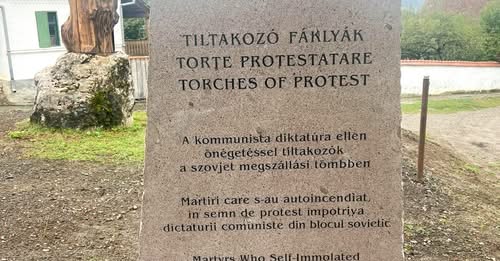 TILTAKOZÓ FÁKLYÁK
TORȚE PROTESTATARE
TORCHES OF PROTEST
A kommunista diktatúra ellen
önégetéssel tiltakozók
a szovjet megszállási tömbben
Martiri care s-au autoincendiat,
în semn de protest împotriva
dictaturii comuniste din blocul sovietic
Martyrs Who Self-Immolated